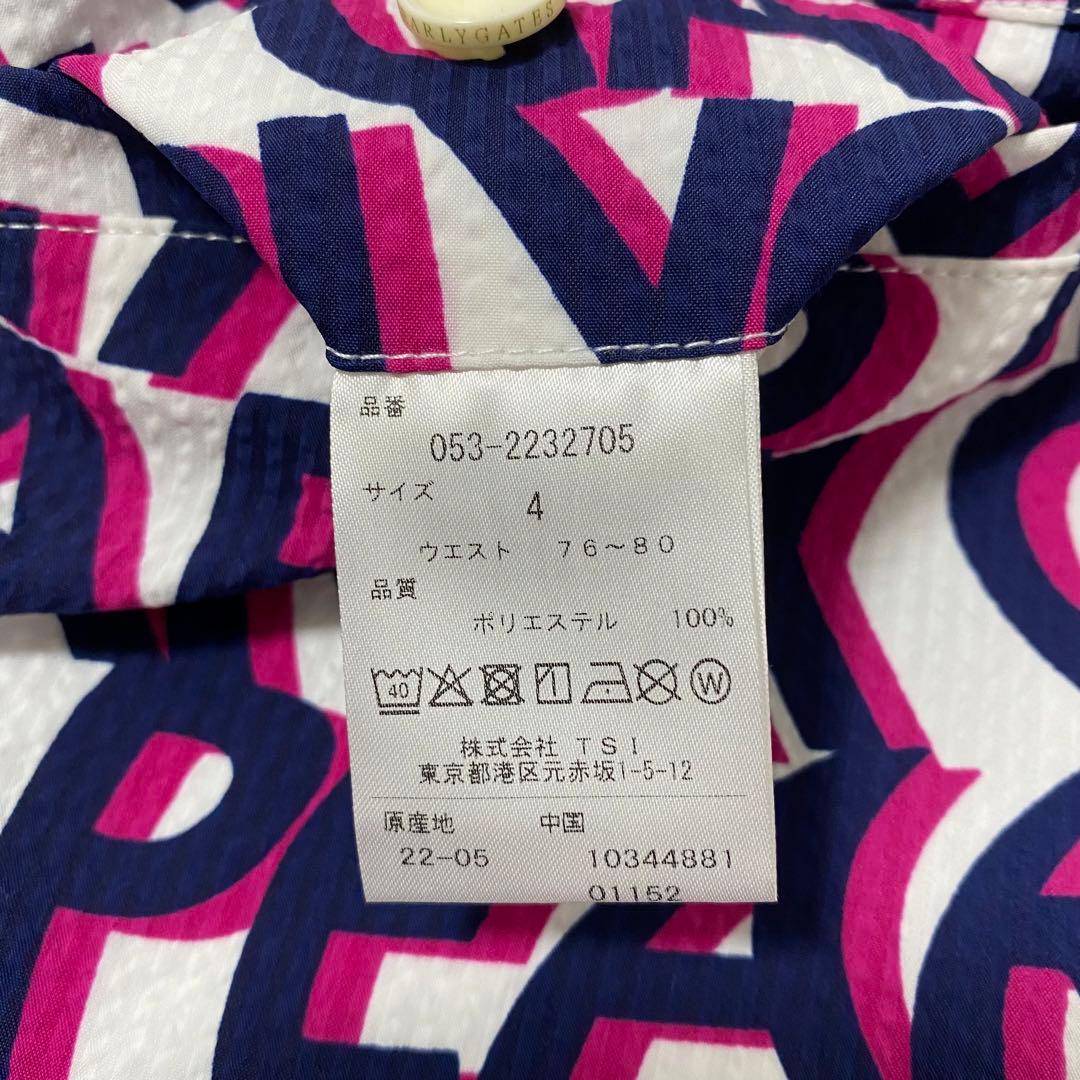 ARLYGATES
品番
053-2232705
サイズ
4
ウエスト 76~80
品質
ポリエステル 100%
40
W
株式会社 TSI
東京都港区元赤坂1-5-12
原産地 中国
22-05 10344881
01152